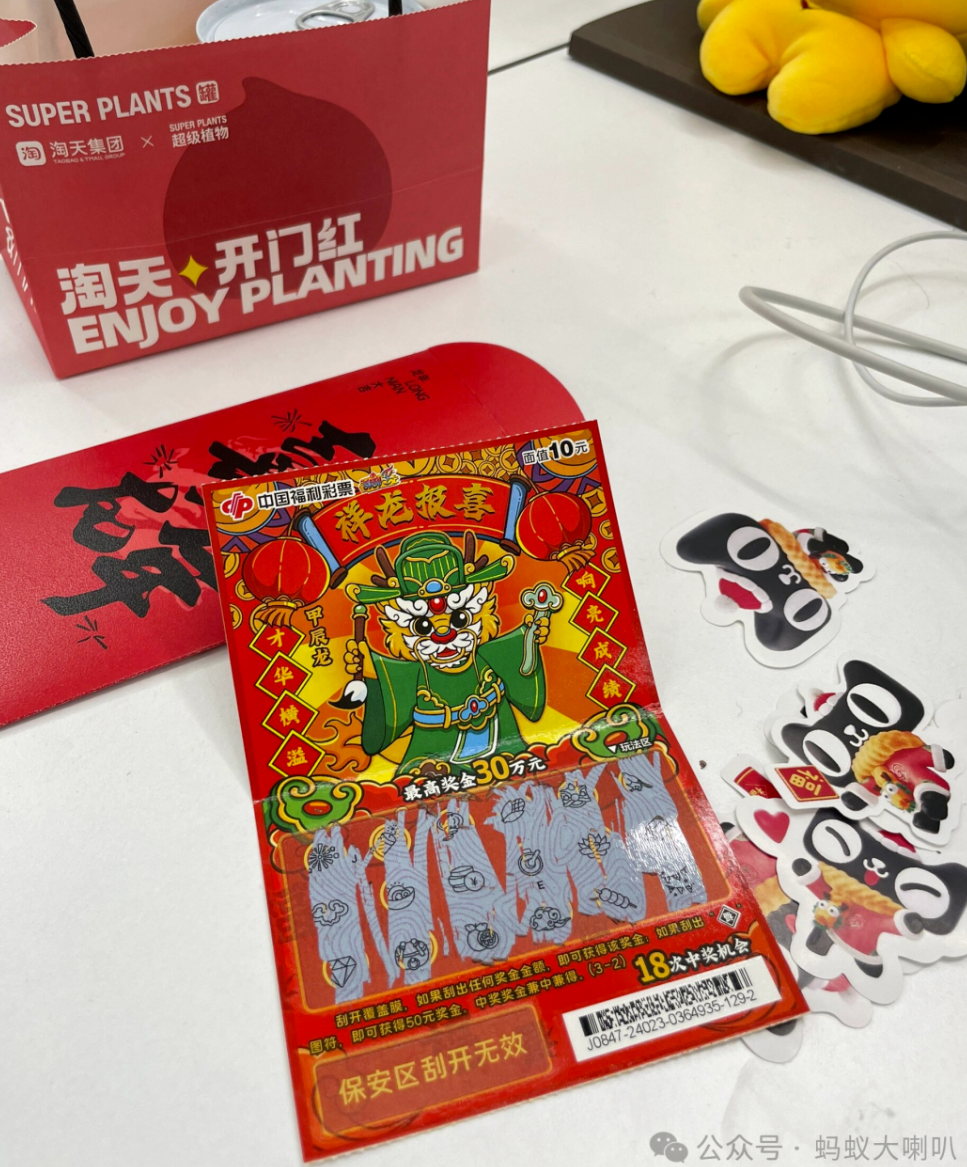 SUPER PLANTS 罐
淘 淘天集团 × SUPER PLANTS 超级植物
TAOBAO & TMALL GROUP
淘天 开门红
ENJOY PLANTING
LONG
NIAN
面值10元
中国福利彩票
祥龙报喜
甲辰龙
才华横溢
响亮成绩
▼玩法区
最高奖金30万元
刮开覆盖膜，如果刮出任何奖金金额，即可获得该奖金；如果刮出
图符，即可获得50元奖金。中奖奖金兼中兼得。(3-2)
18次中奖机会
J0847-24023-0364935-129-2
保安区刮开无效
福
公众号 · 蚂蚁大喇叭